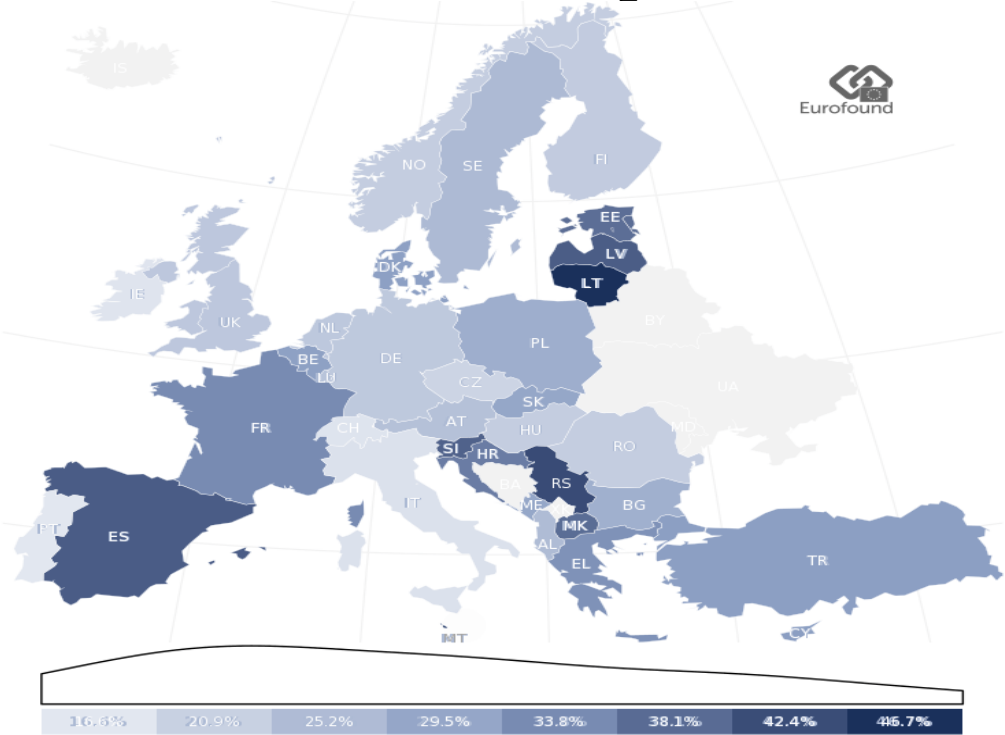 IS
Eurofound
NO
SE
FI
EE
LV
LT
DK
IE
UK
NL
BY
BE
DE
PL
LU
CZ
UA
SK
FR
CH
AT
HU
MD
RO
SI
HR
RS
BA
ME
XK
BG
PT
ES
IT
MK
AL
EL
TR
CY
MT
16.6% 20.9% 25.2% 29.5% 33.8% 38.1% 42.4% 46.7%